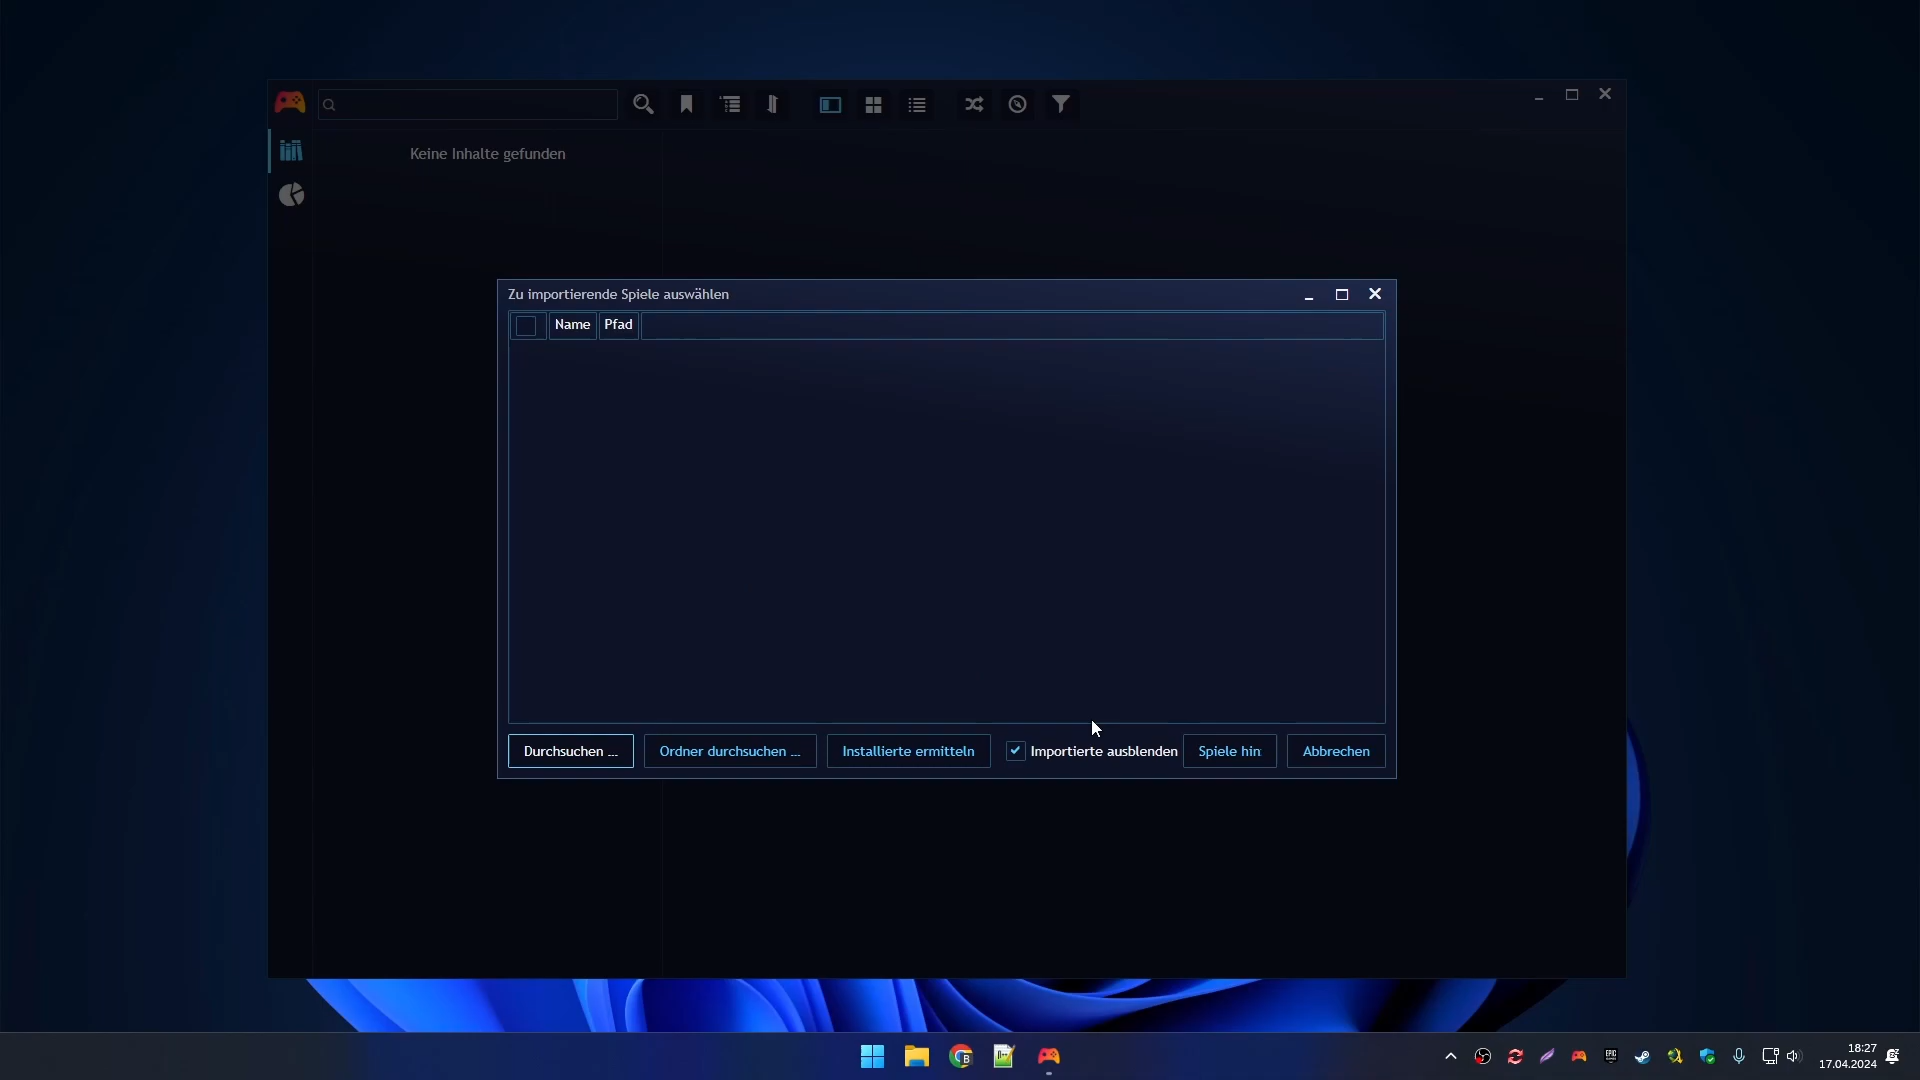 Keine Inhalte gefunden
Zu importierende Spiele auswählen
Name Pfad
Durchsuchen ... Ordner durchsuchen ... Installierte ermitteln Importierte ausblenden Spiele hin Abbrechen
18:27
17.04.2024